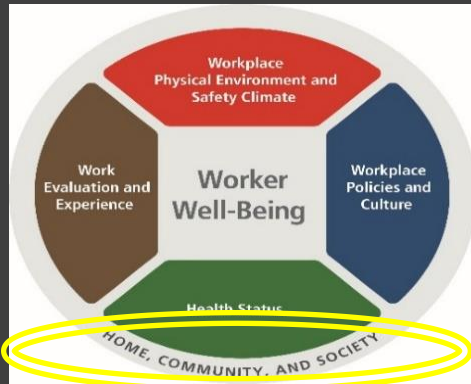 Workplace
Physical Environment and
Safety Climate
Work
Evaluation and
Experience
Worker
Well-Being
Workplace
Policies and
Culture
Health Status
HOME, COMMUNITY, AND SOCIETY